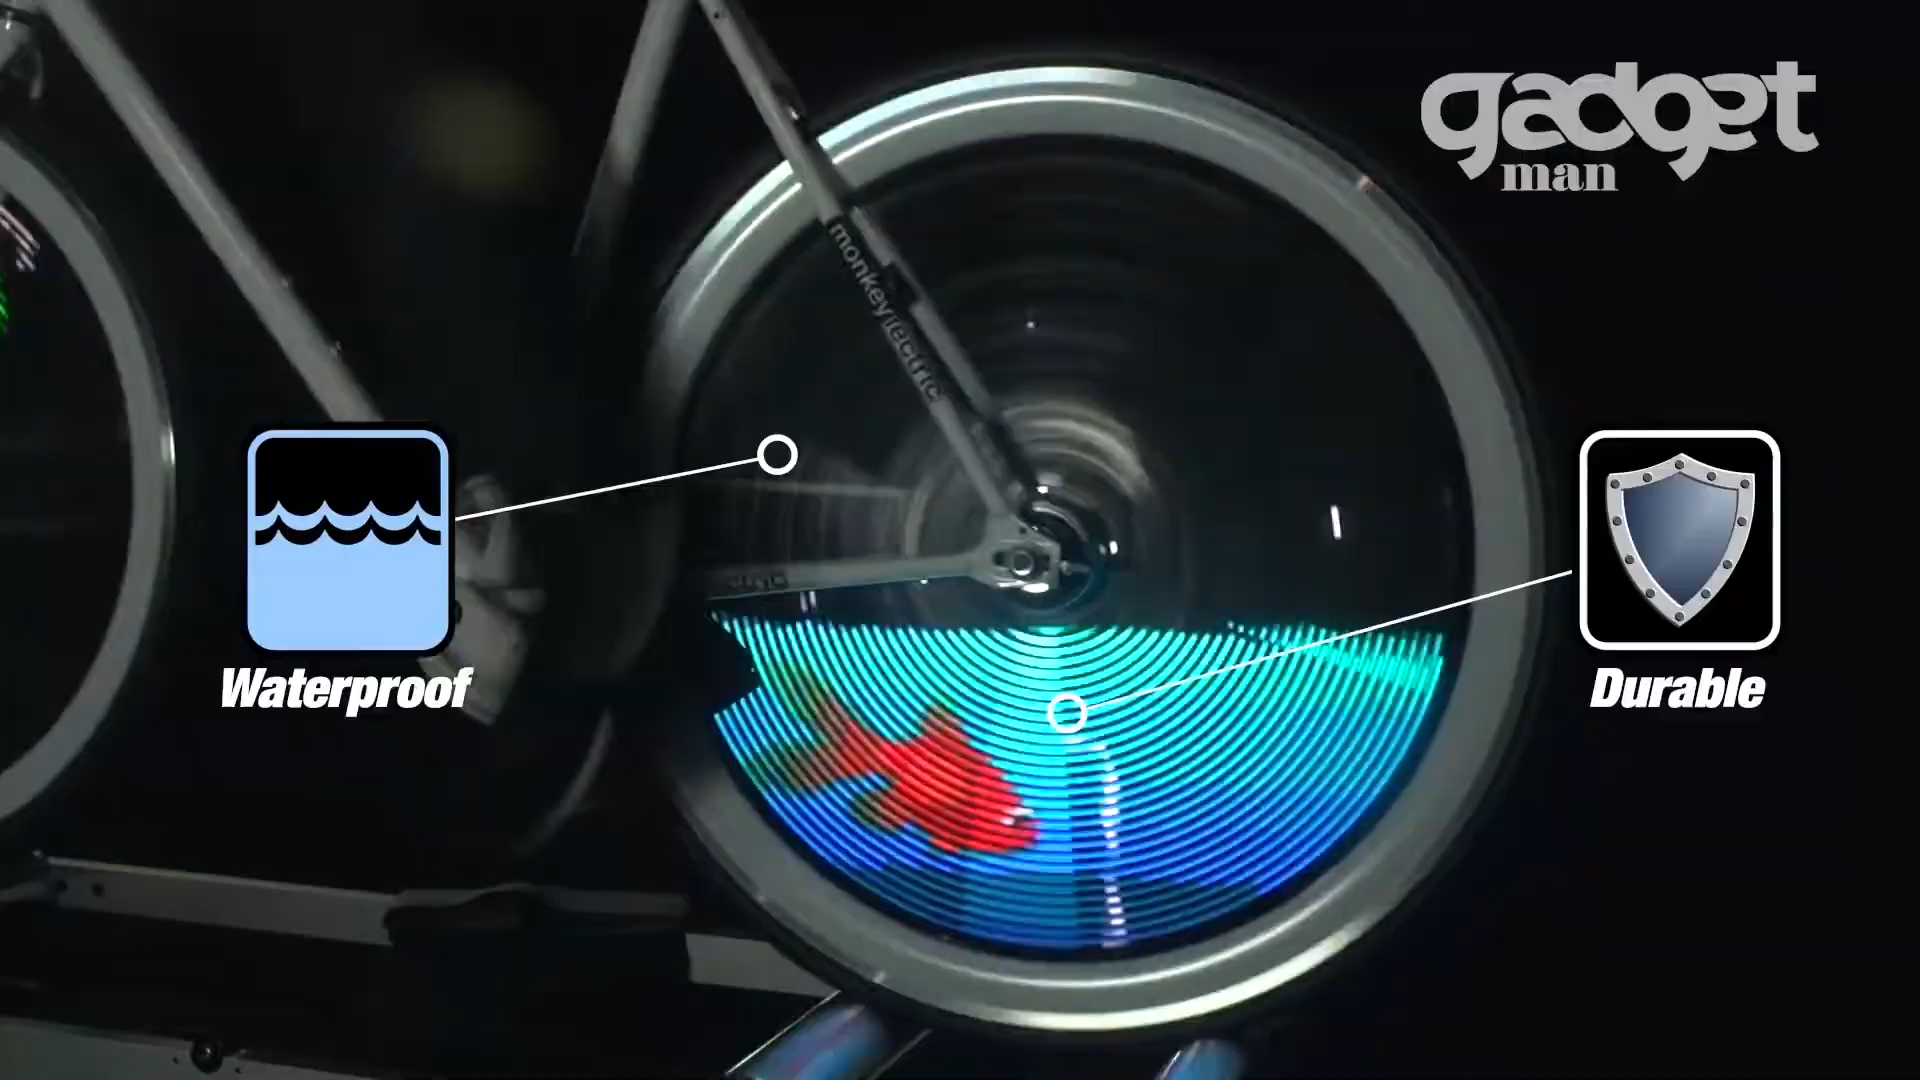 gadget
man
monkeylectric
Waterproof
Durable